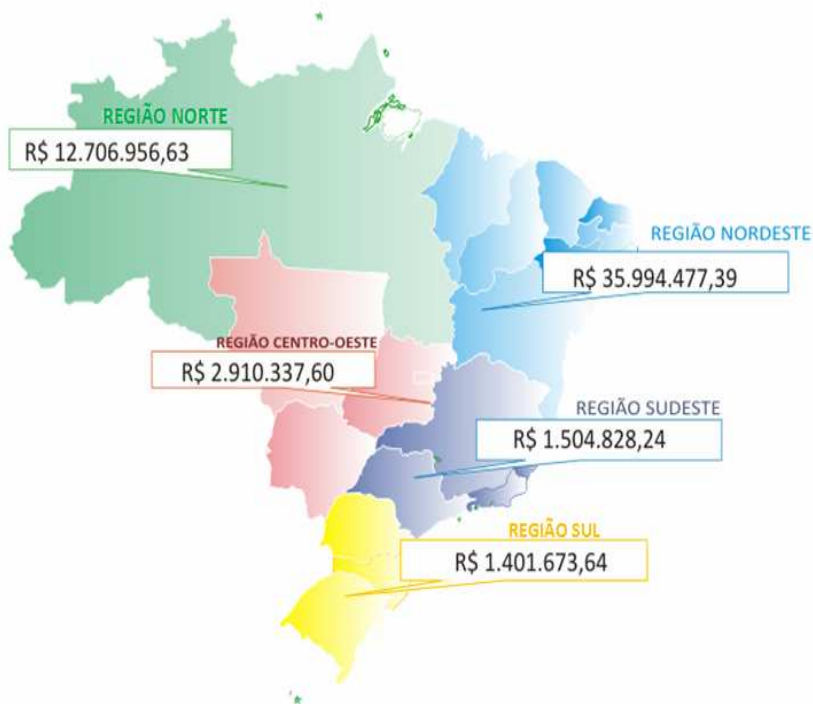 REGIÃO NORTE
R$ 12.706.956,63
REGIÃO NORDESTE
R$ 35.994.477,39
REGIÃO CENTRO-OESTE
R$ 2.910.337,60
REGIÃO SUDESTE
R$ 1.504.828,24
REGIÃO SUL
R$ 1.401.673,64